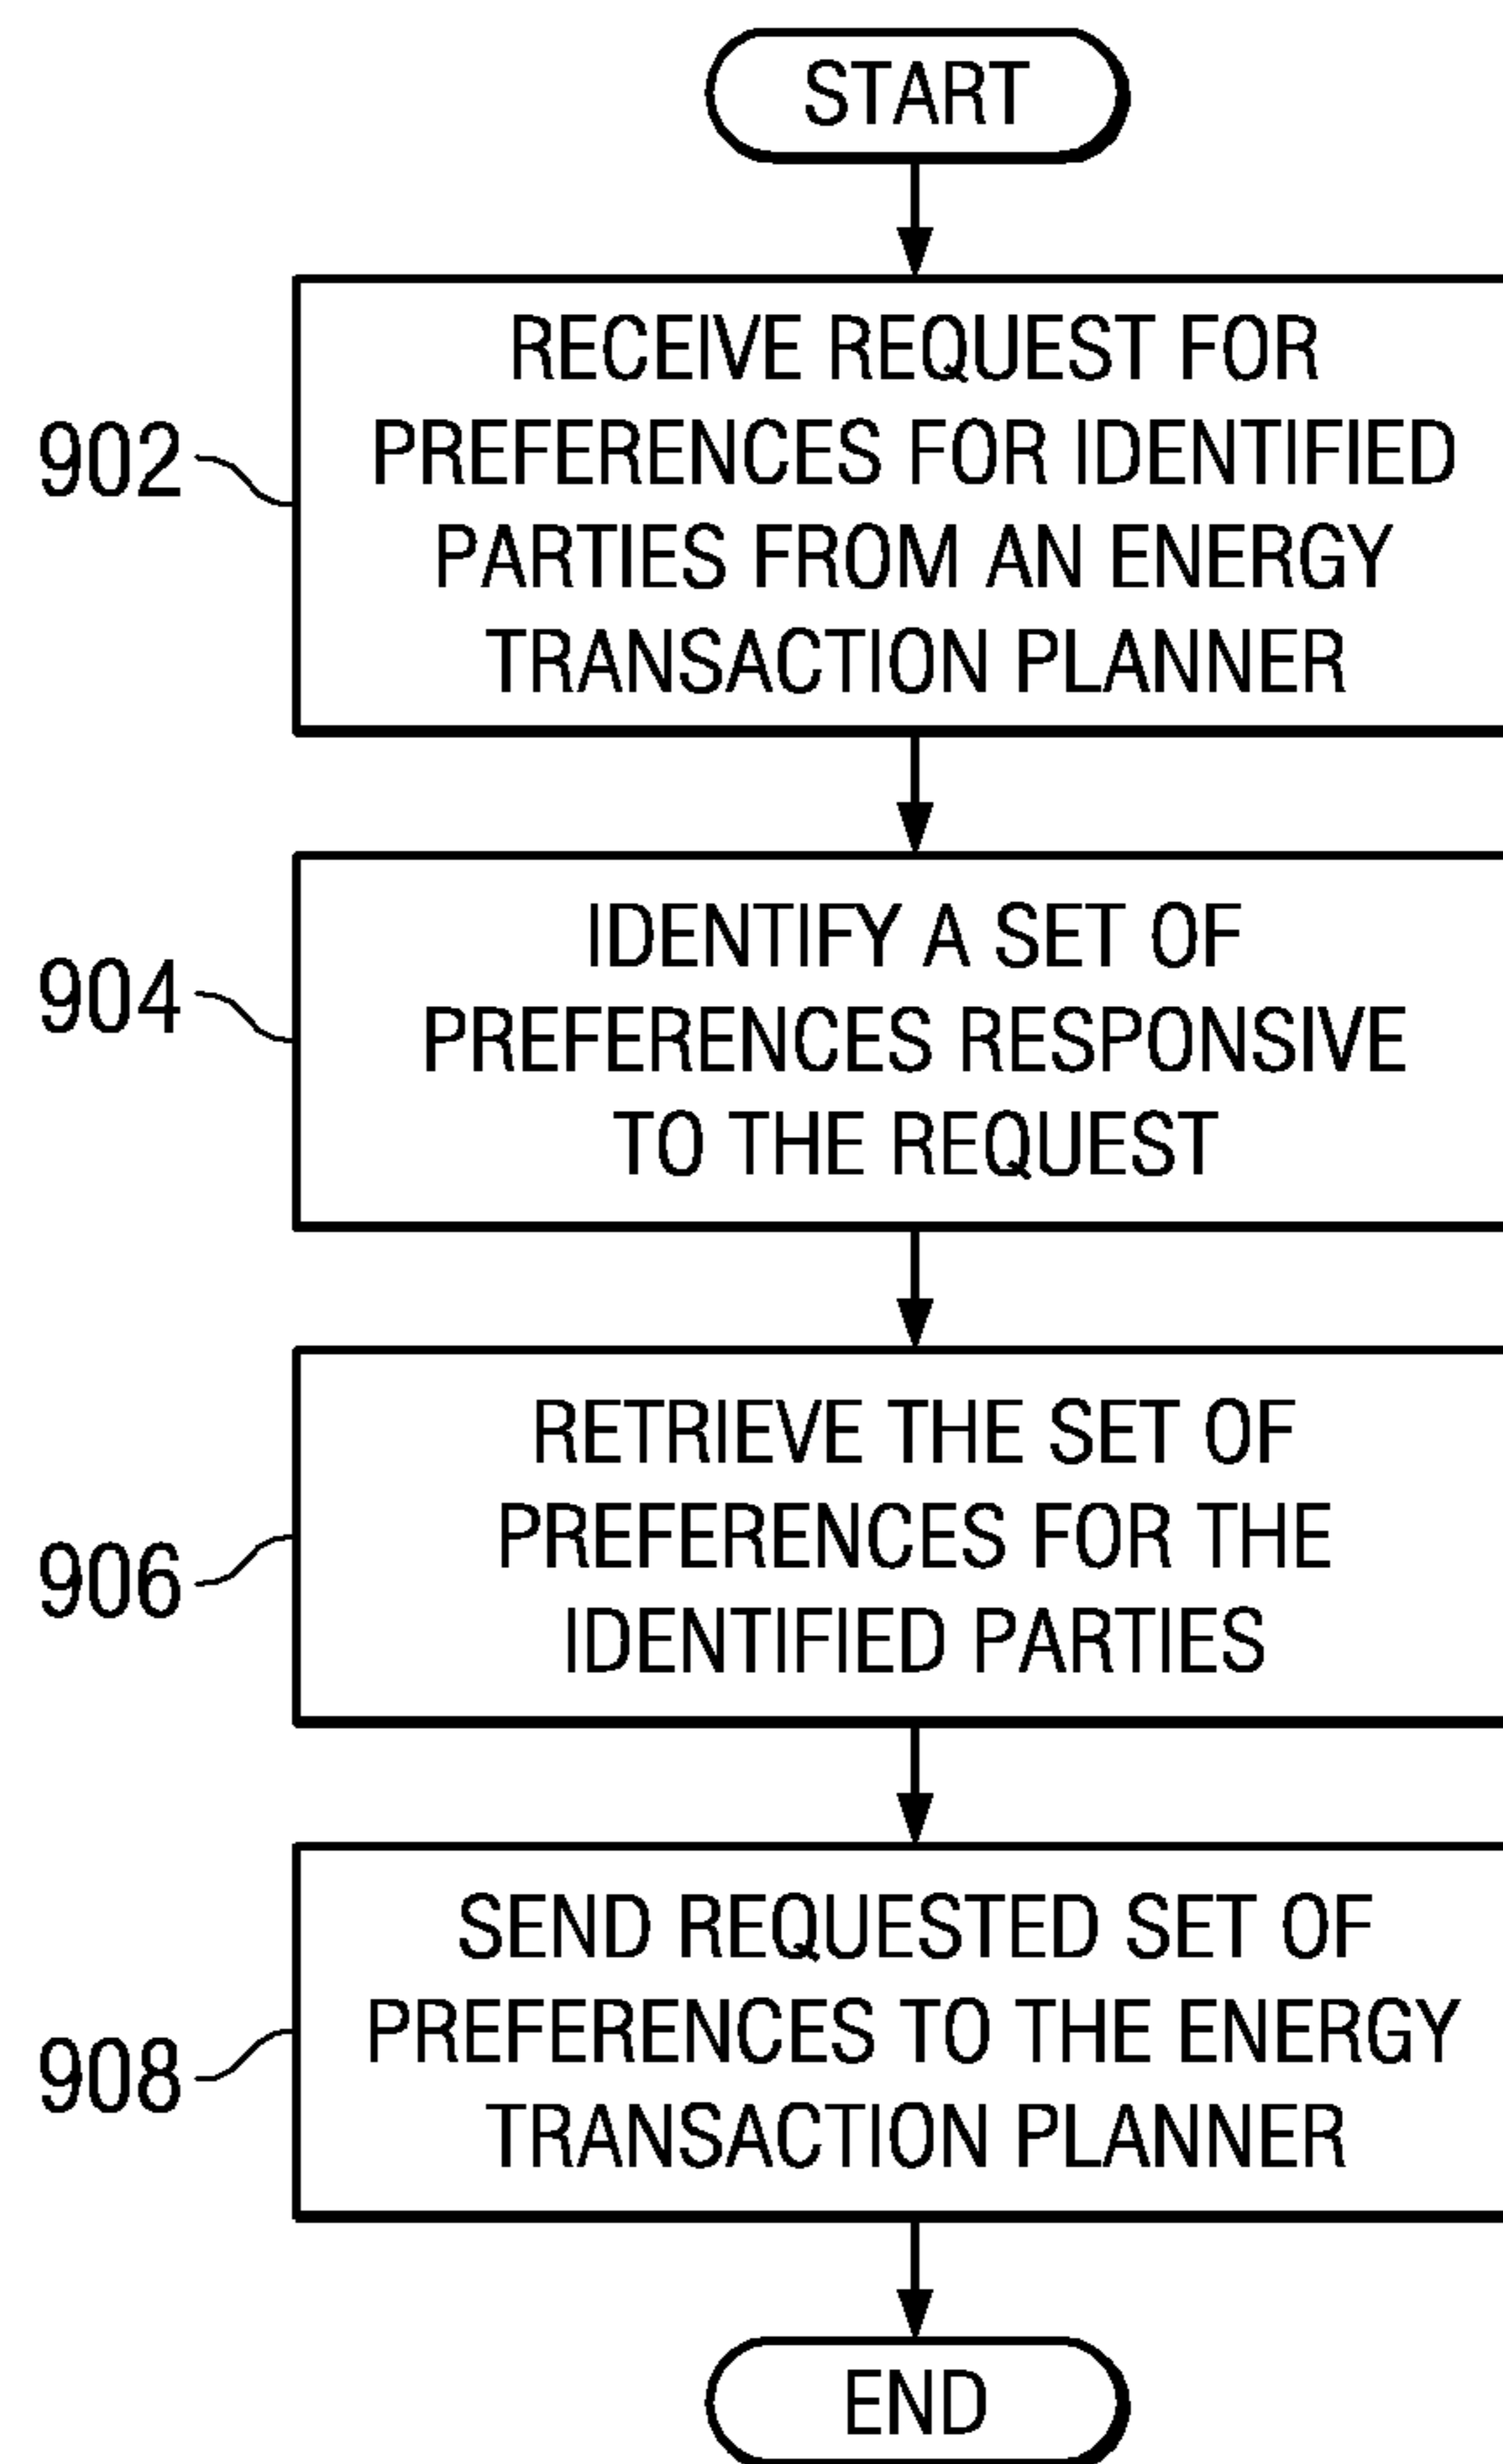 START
RECEIVE REQUEST FOR
PREFERENCES FOR IDENTIFIED
PARTIES FROM AN ENERGY
TRANSACTION PLANNER
902
IDENTIFY A SET OF
PREFERENCES RESPONSIVE
TO THE REQUEST
904
RETRIEVE THE SET OF
PREFERENCES FOR THE
IDENTIFIED PARTIES
906
SEND REQUESTED SET OF
PREFERENCES TO THE ENERGY
TRANSACTION PLANNER
908
END